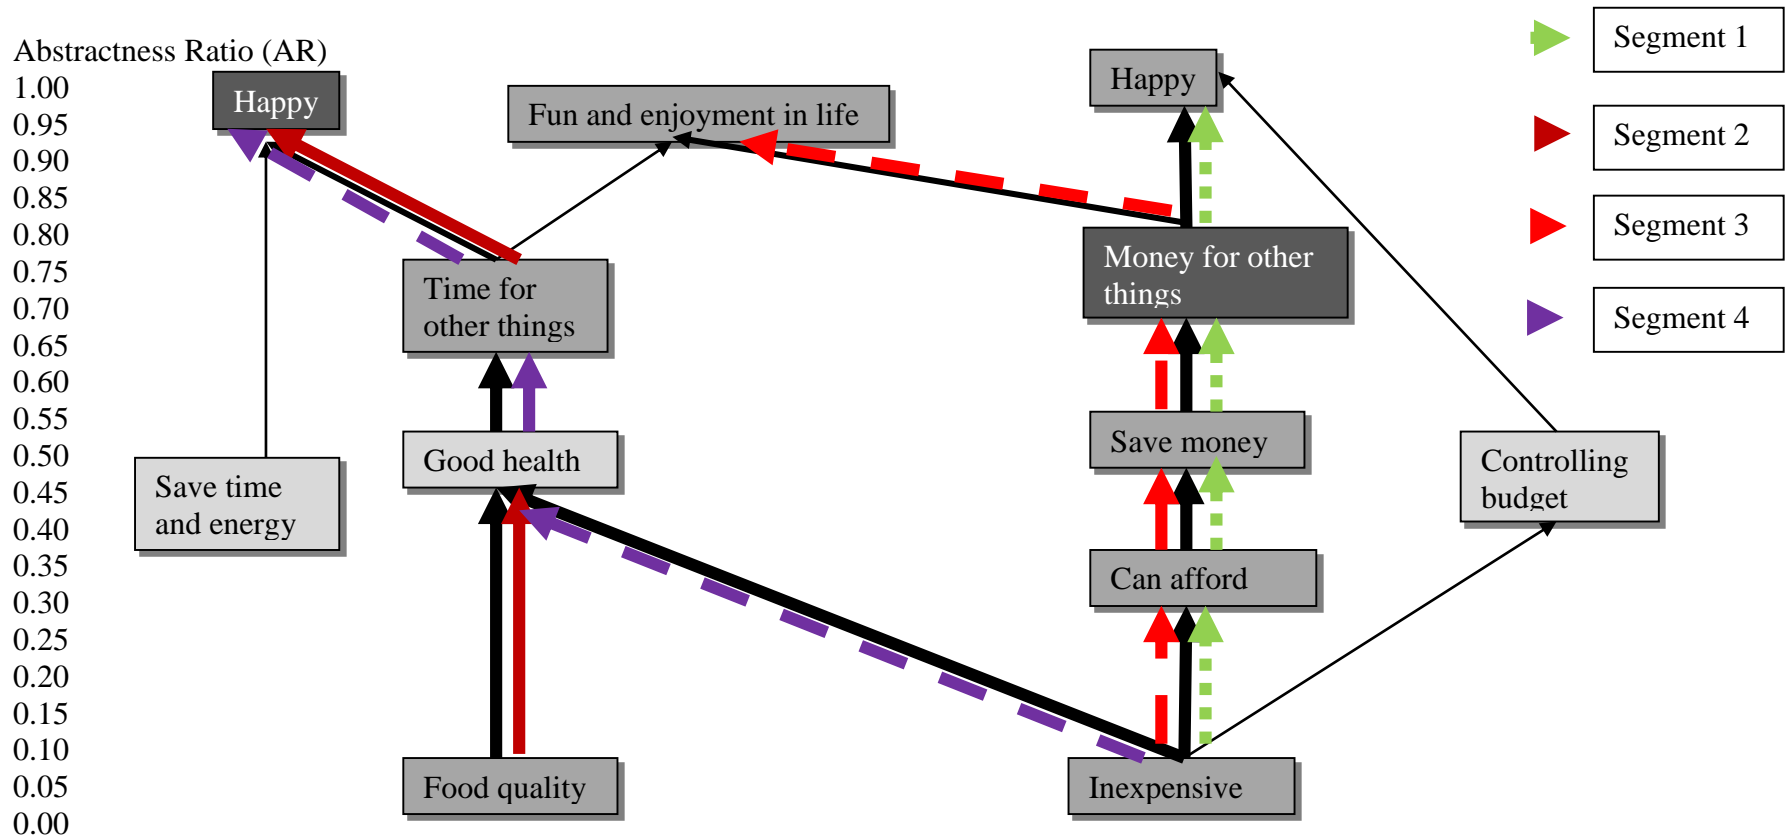 Abstractness Ratio (AR)
1.00
0.95
0.90
0.85
0.80
0.75
0.70
0.65
0.60
0.55
0.50
0.45
0.40
0.35
0.30
0.25
0.20
0.15
0.10
0.05
0.00
Happy
Fun and enjoyment in life
Happy
Time for
other things
Money for other
things
Good health
Save money
Save time
and energy
Controlling
budget
Can afford
Food quality
Inexpensive
Segment 1
Segment 2
Segment 3
Segment 4